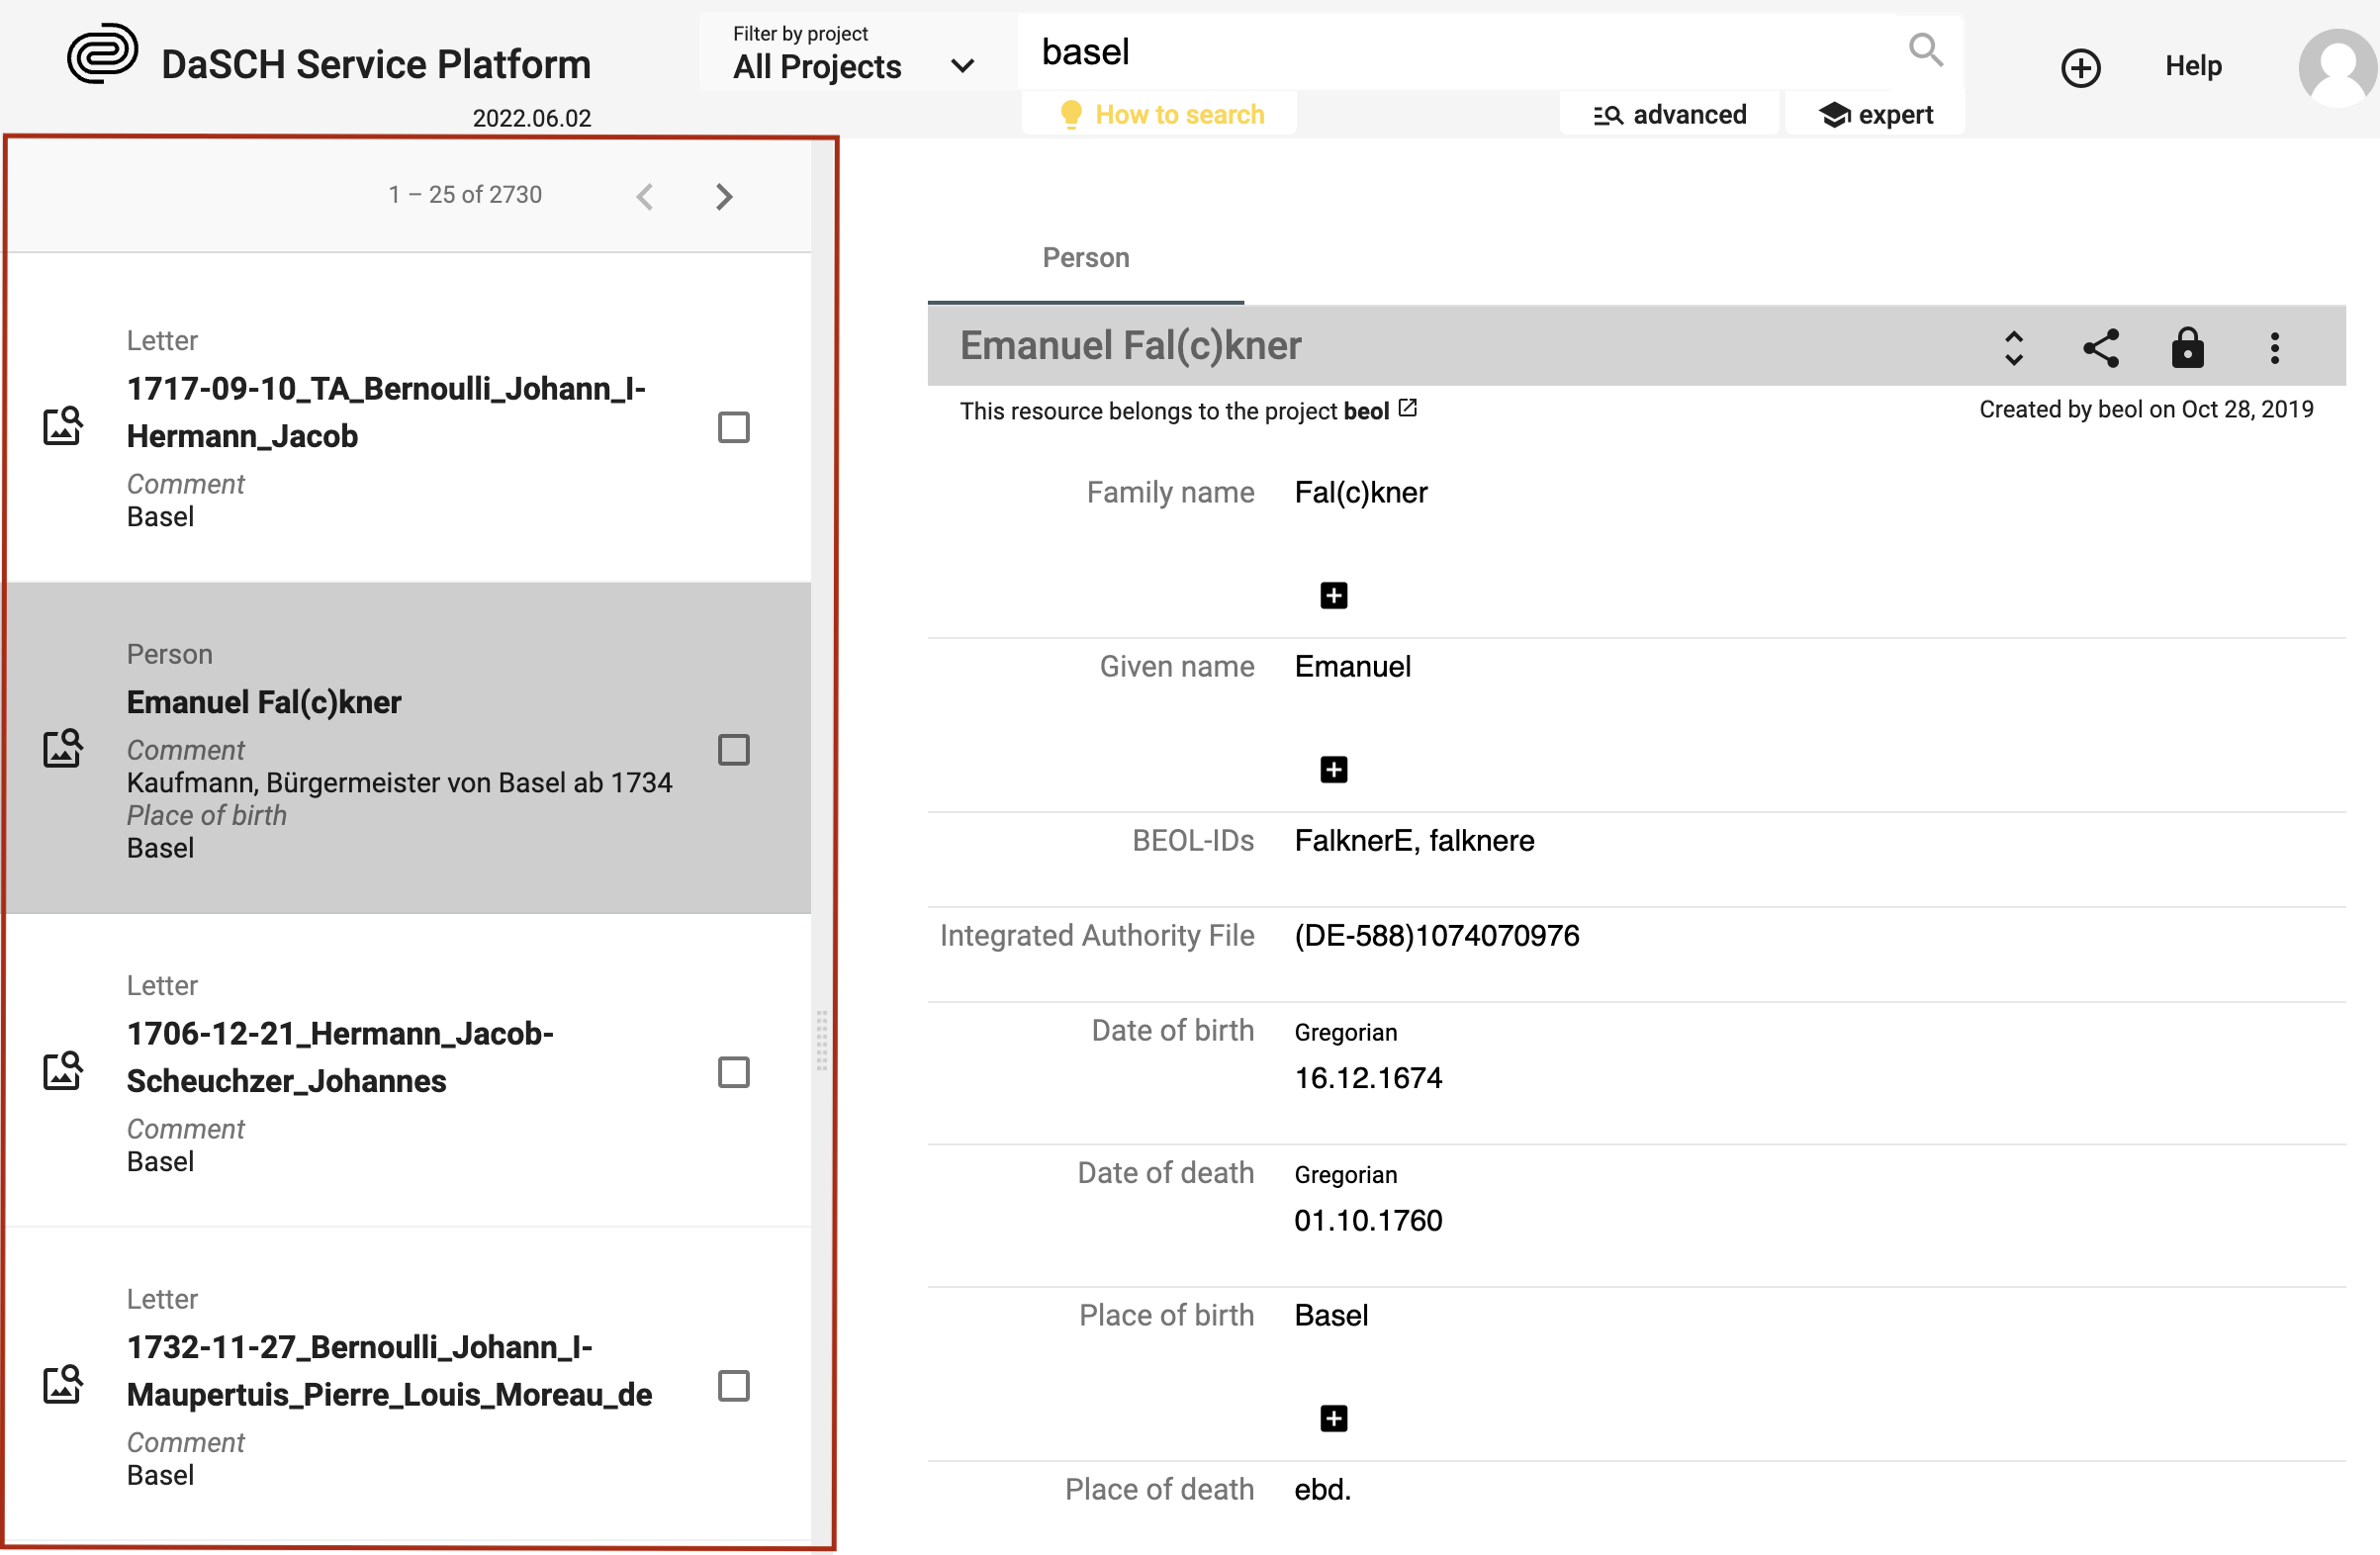 DaSCH Service Platform
2022.06.02
Filter by project
All Projects
basel
How to search
advanced
expert
Help
1 – 25 of 2730
Letter
1717-09-10_TA_Bernoulli_Johann_I-
Hermann_Jacob
Comment
Basel
Person
Emanuel Fal(c)kner
Comment
Kaufmann, Bürgermeister von Basel ab 1734
Place of birth
Basel
Letter
1706-12-21_Hermann_Jacob-
Scheuchzer_Johannes
Comment
Basel
Letter
1732-11-27_Bernoulli_Johann_I-
Maupertuis_Pierre_Louis_Moreau_de
Comment
Basel
Person
Emanuel Fal(c)kner
This resource belongs to the project beol
Created by beol on Oct 28, 2019
Family name Fal(c)kner
Given name Emanuel
BEOL-IDs FalknerE, falknere
Integrated Authority File (DE-588)1074070976
Date of birth Gregorian
16.12.1674
Date of death Gregorian
01.10.1760
Place of birth Basel
Place of death ebd.